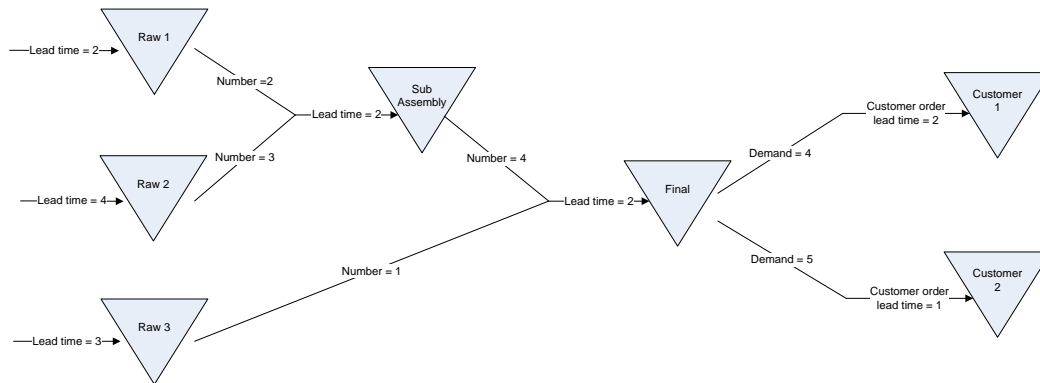 Raw 1
Lead time = 2
Number =2
Sub
Assembly
Lead time = 2
Number = 3
Raw 2
Lead time = 4
Number = 4
Customer order
lead time = 2
Customer
1
Demand = 4
Final
Lead time = 2
Demand = 5
Number = 1
Customer order
lead time = 1
Customer
2
Raw 3
Lead time = 3